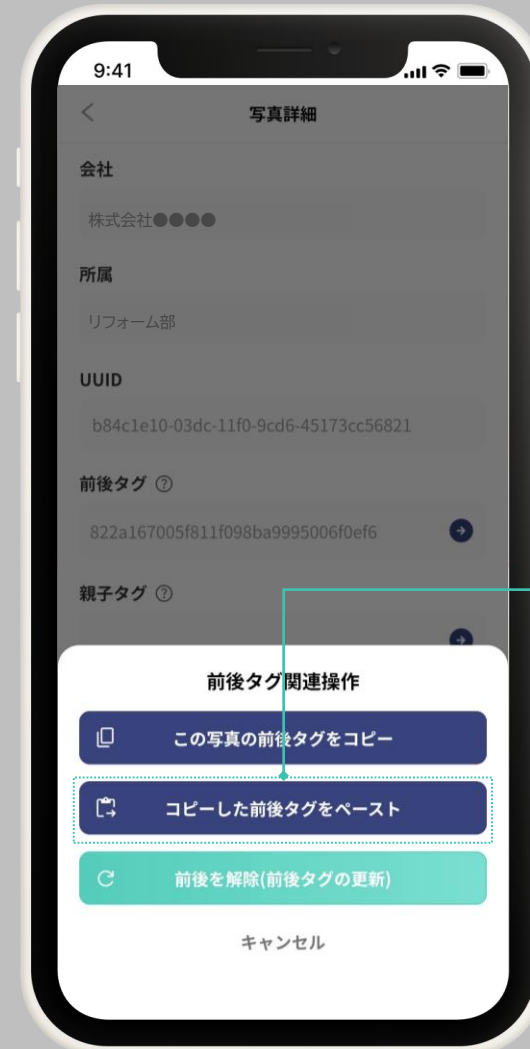 9:41
写真詳細
会社
株式会社●●●●
所属
リフォーム部
UUID
b84c1e10-03dc-11f0-9cd6-45173cc56821
前後タグ ?
822a167005f811f098ba9995006f0ef6
親子タグ ?
前後タグ関連操作
この写真の前後タグをコピー
コピーした前後タグをペースト
前後を解除(前後タグの更新)
キャンセル